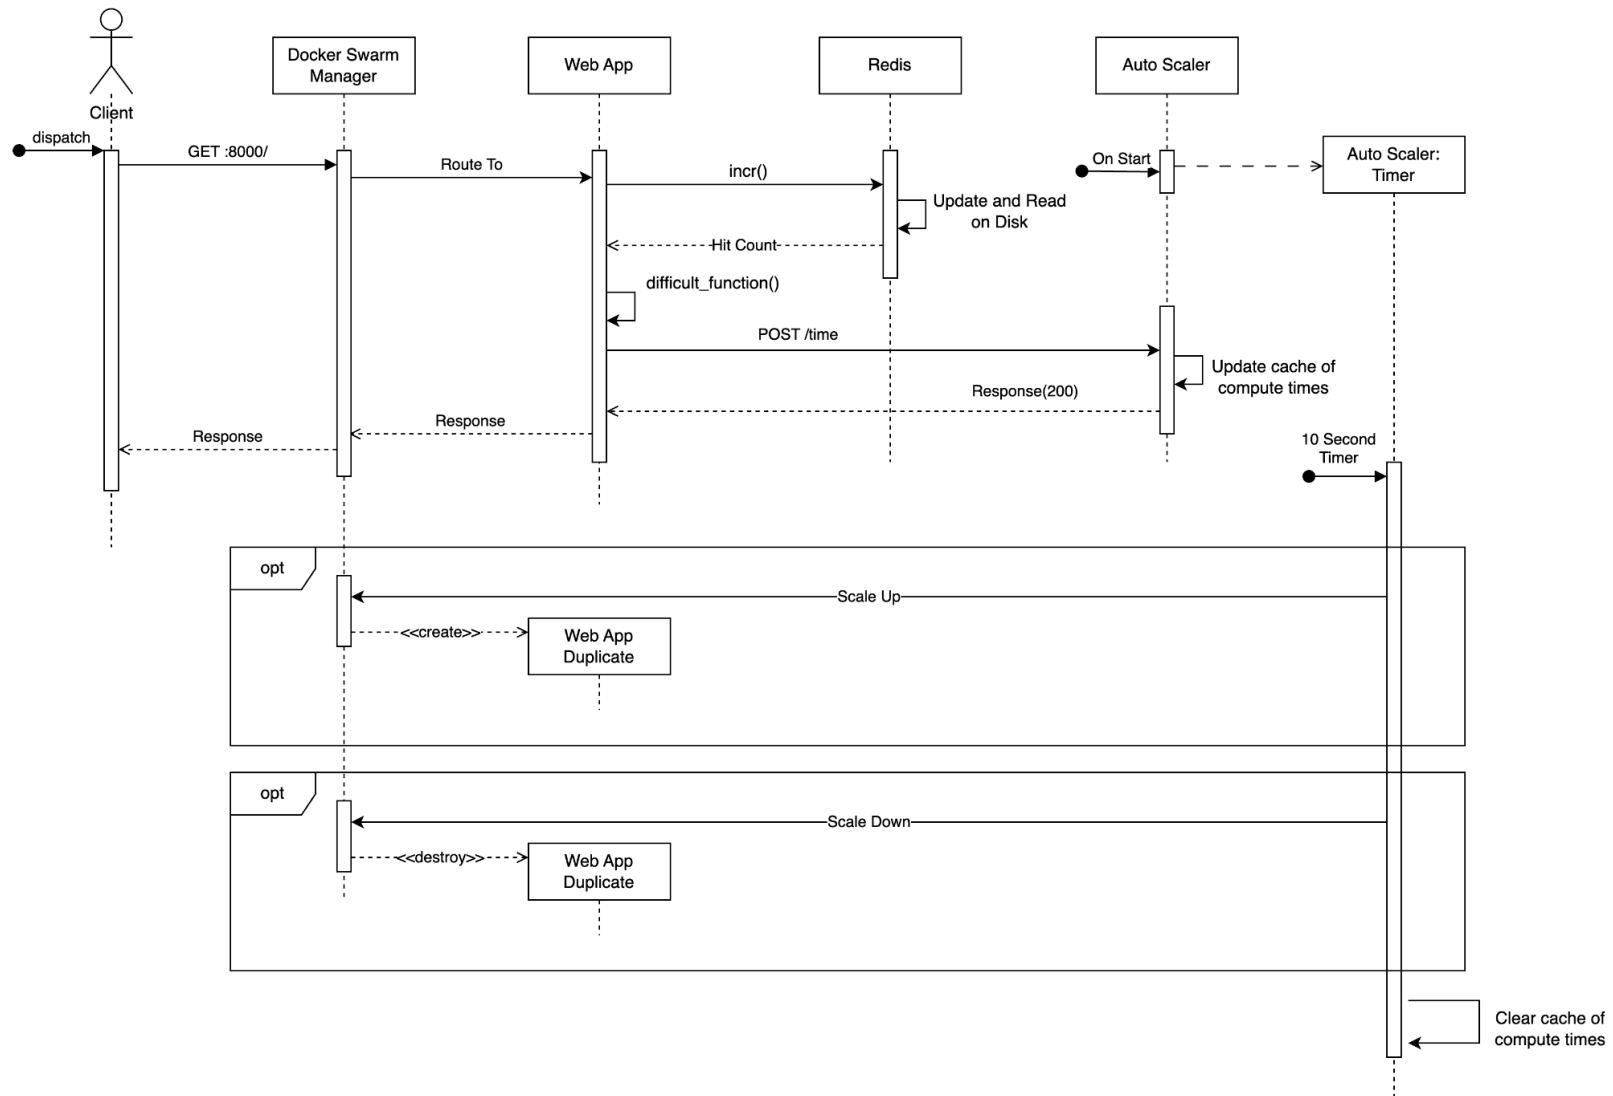 Client
Docker Swarm
Manager
Web App
Redis
Auto Scaler
dispatch
GET :8000/
Route To
incr()
On Start
Auto Scaler:
Timer
Update and Read
on Disk
Hit Count
difficult_function()
POST /time
Update cache of
compute times
Response(200)
Response
Response
10 Second
Timer
opt
Scale Up
<<create>>
Web App
Duplicate
opt
Scale Down
<<destroy>>
Web App
Duplicate
Clear cache of
compute times